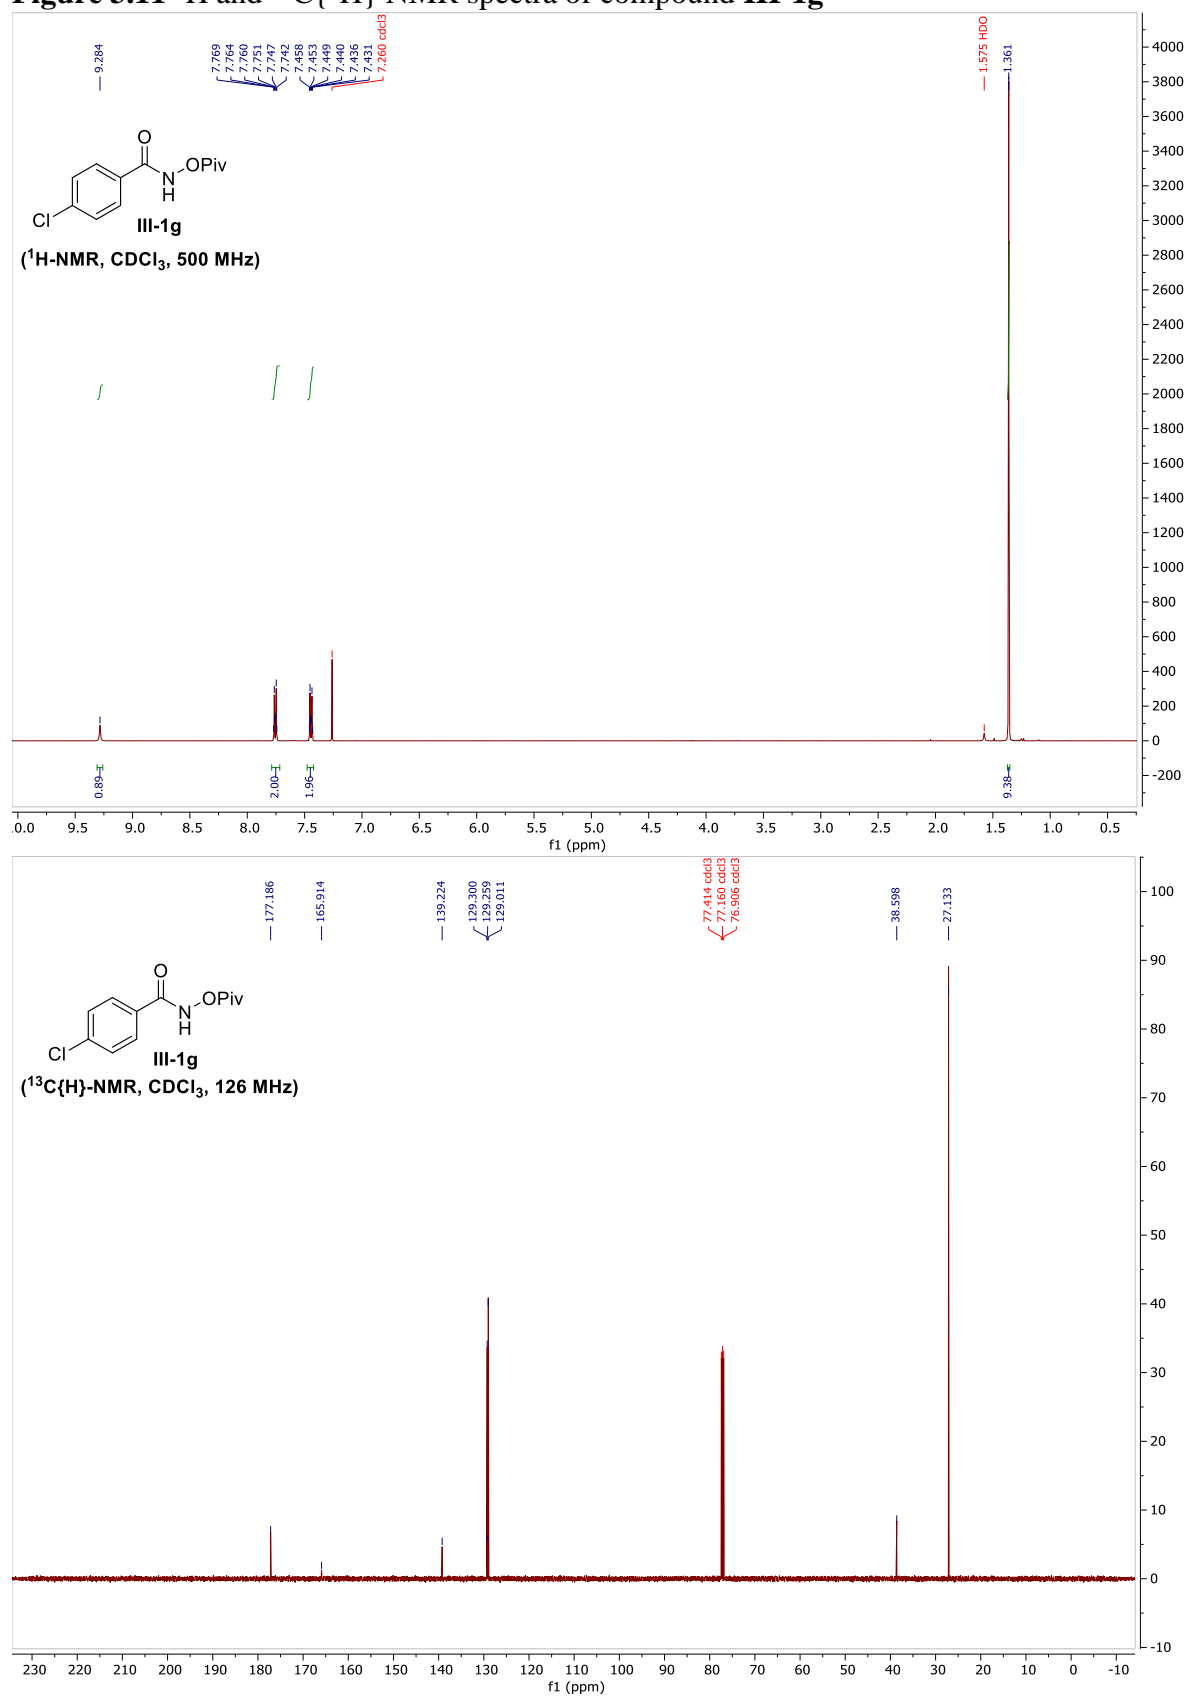 Figure 3.11 ¹H and ¹³C{¹H} NMR spectra of compound III-1g
9.284
7.769
7.764
7.760
7.751
7.747
7.742
7.458
7.453
7.449
7.440
7.436
7.431
7.260 cdcl3
1.575 HDO
1.361
O
OPiv
N
H
Cl
III-1g
(¹H-NMR, CDCl₃, 500 MHz)
4000
3800
3600
3400
3200
3000
2800
2600
2400
2200
2000
1800
1600
1400
1200
1000
800
600
400
200
0
-200
0.89
2.00
1.96
9.38
.0.0 9.5 9.0 8.5 8.0 7.5 7.0 6.5 6.0 5.5 5.0 4.5 4.0 3.5 3.0 2.5 2.0 1.5 1.0 0.5
f1 (ppm)
177.186
165.914
139.224
129.300
129.259
129.011
77.414 cdcl3
77.160 cdcl3
76.906 cdcl3
38.598
27.133
O
OPiv
N
H
Cl
III-1g
(¹³C{H}-NMR, CDCl₃, 126 MHz)
100
90
80
70
60
50
40
30
20
10
0
-10
230 220 210 200 190 180 170 160 150 140 130 120 110 100 90 80 70 60 50 40 30 20 10 0 -10
f1 (ppm)